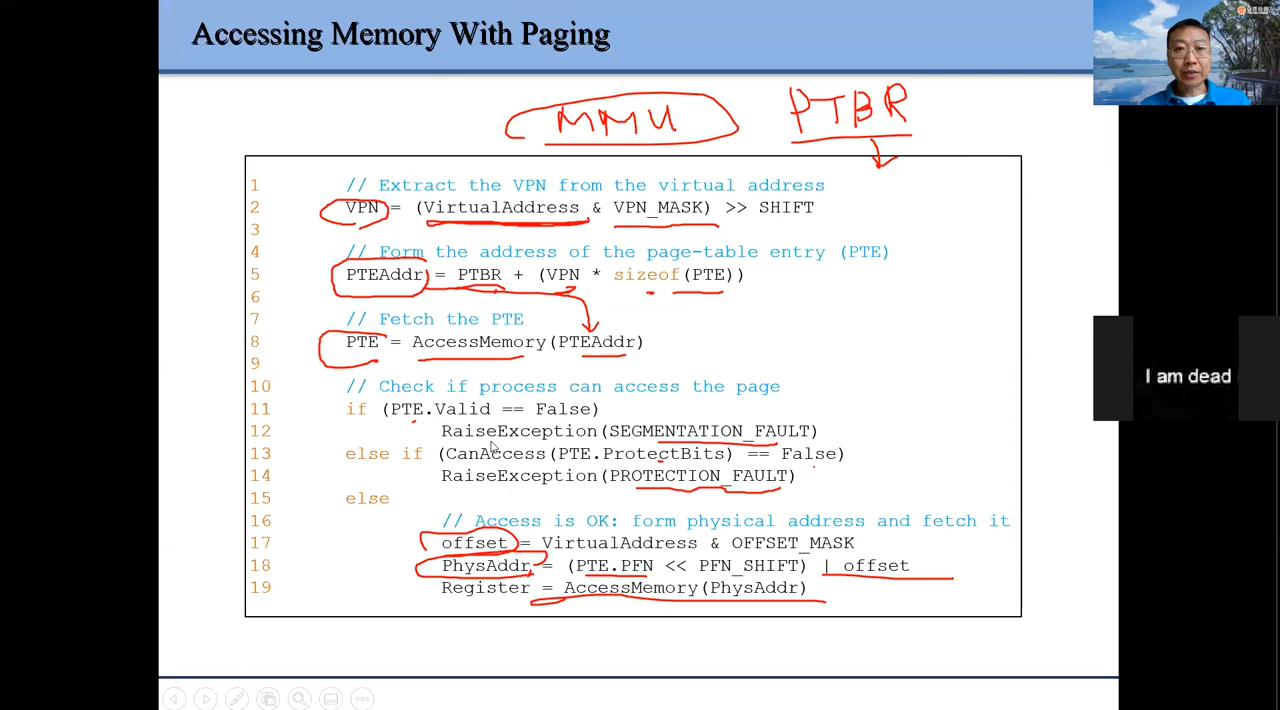 Accessing Memory With Paging
MMU PTBR
1 // Extract the VPN from the virtual address
2 VPN = (VirtualAddress & VPN_MASK) >> SHIFT
3
4 // Form the address of the page-table entry (PTE)
5 PTEAddr = PTBR + (VPN * sizeof(PTE))
6
7 // Fetch the PTE
8 PTE = AccessMemory(PTEAddr)
9
10 // Check if process can access the page
11 if (PTE.Valid == False)
12 RaiseException(SEGMENTATION_FAULT)
13 else if (CanAccess(PTE.ProtectBits) == False)
14 RaiseException(PROTECTION_FAULT)
15 else
16 // Access is OK: form physical address and fetch it
17 offset = VirtualAddress & OFFSET_MASK
18 PhysAddr = (PTE.PFN << PFN_SHIFT) | offset
19 Register = AccessMemory(PhysAddr)
I am dead